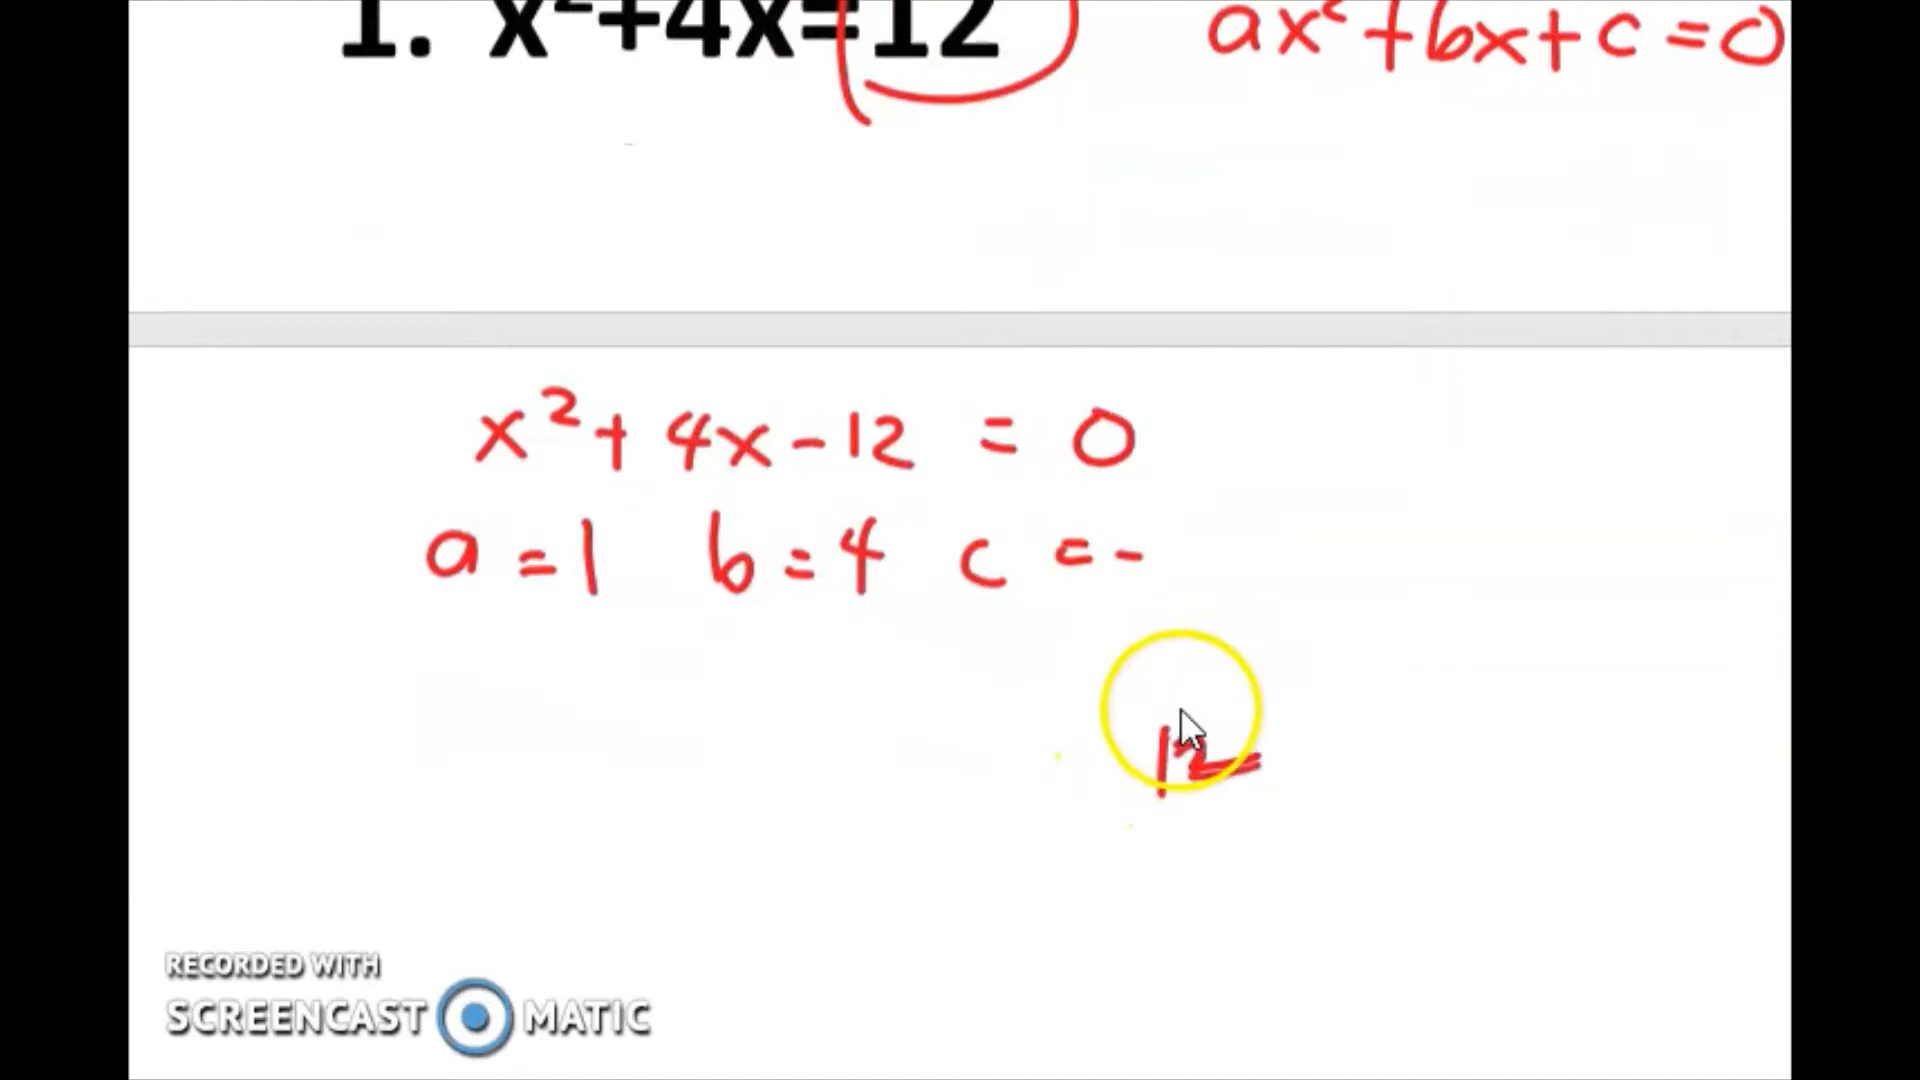 1. x²+4x=12 ax²+bx+c=0
x²+4x-12 = 0
a=1 b=4 c=-
12
RECORDED WITH
SCREENCAST MATIC